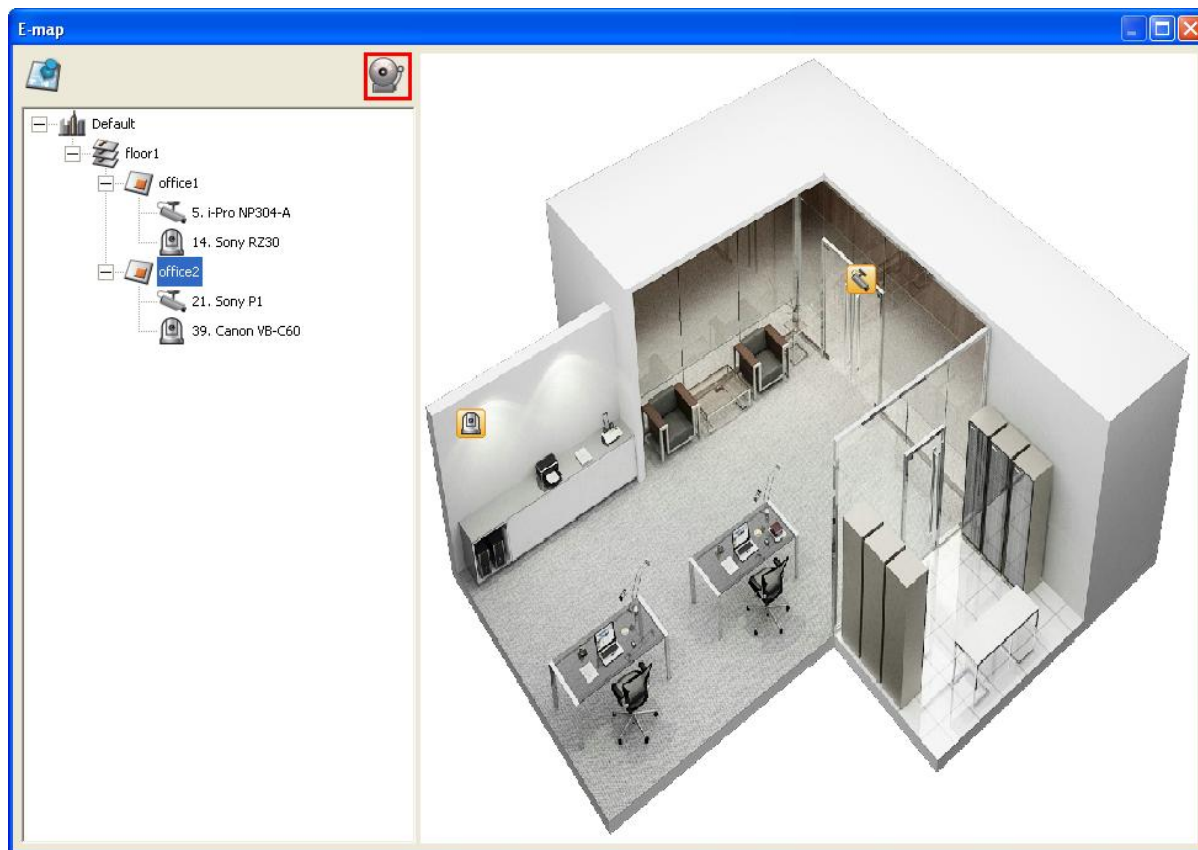 E-map
Default
floor1
office1
5. i-Pro NP304-A
14. Sony RZ30
office2
21. Sony P1
39. Canon VB-C60